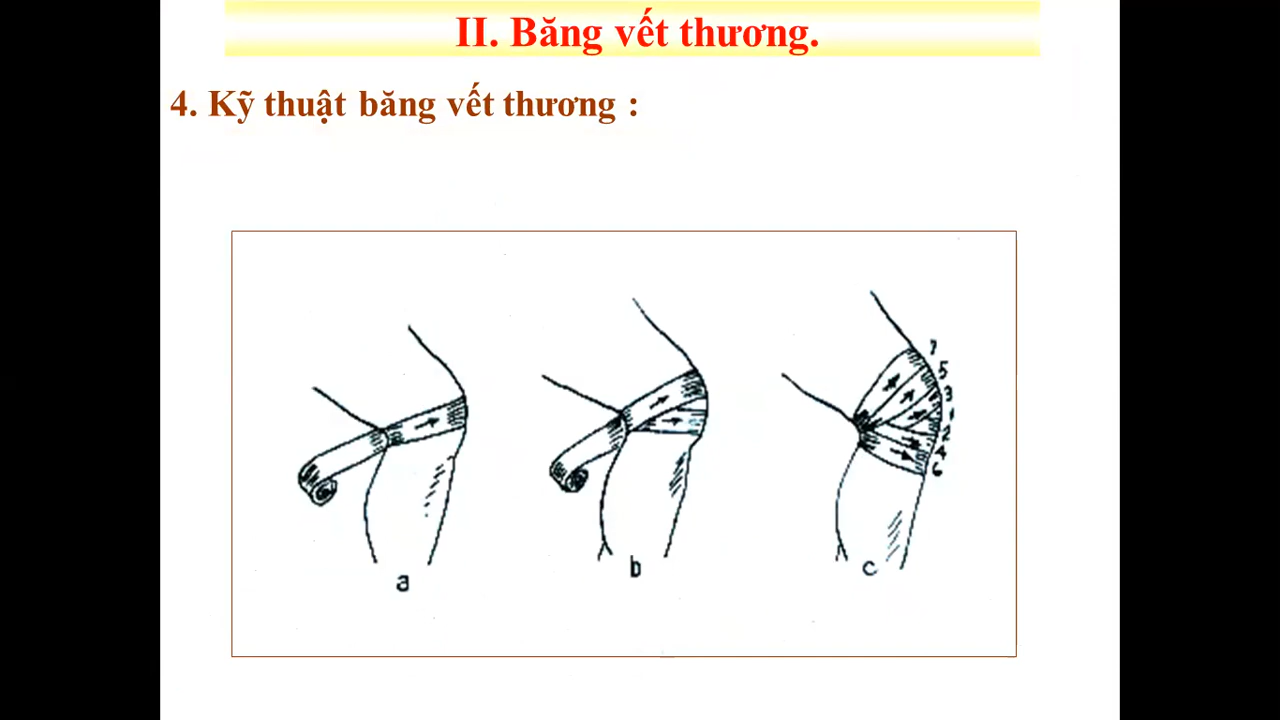 II. Băng vết thương.
4. Kỹ thuật băng vết thương :
7
5
3
1
2
4
6
a
b
c